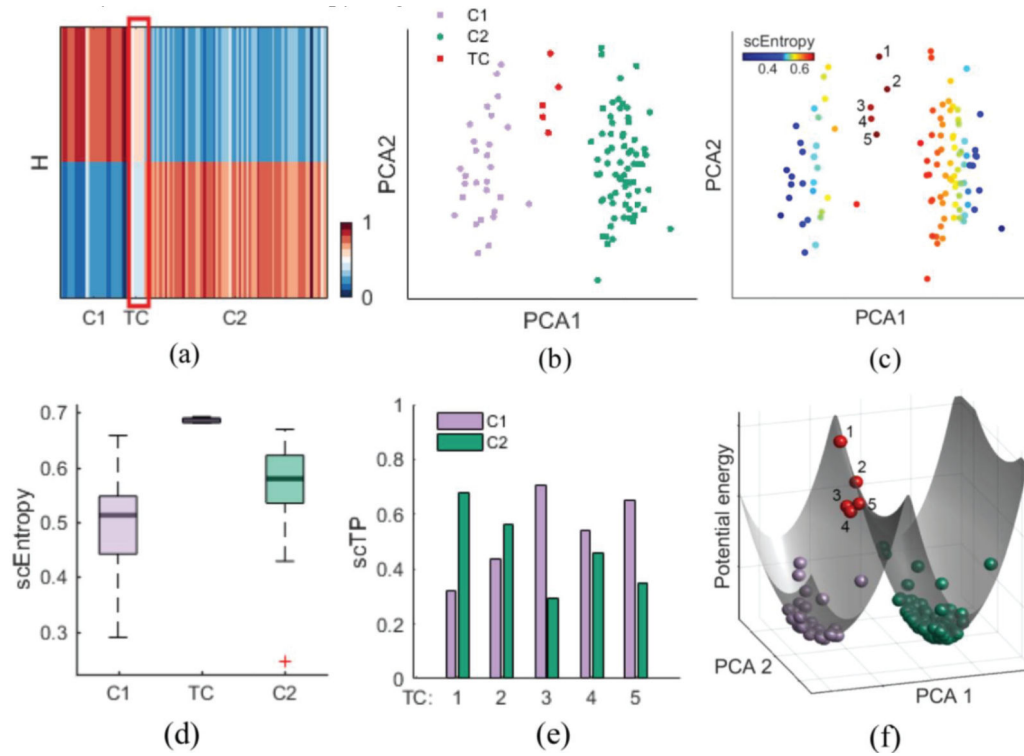 H
C1
TC
C2
1
0
(a)
C1
C2
TC
PCA2
PCA1
(b)
scEntropy
0.4
0.6
1
2
3
4
5
PCA2
PCA1
(c)
scEntropy
0.7
0.6
0.5
0.4
0.3
C1
TC
C2
(d)
scTP
1
0.8
0.6
0.4
0.2
0
C1
C2
TC: 1 2 3 4 5
(e)
Potential energy
1
2
3
5
4
PCA 2
PCA 1
(f)